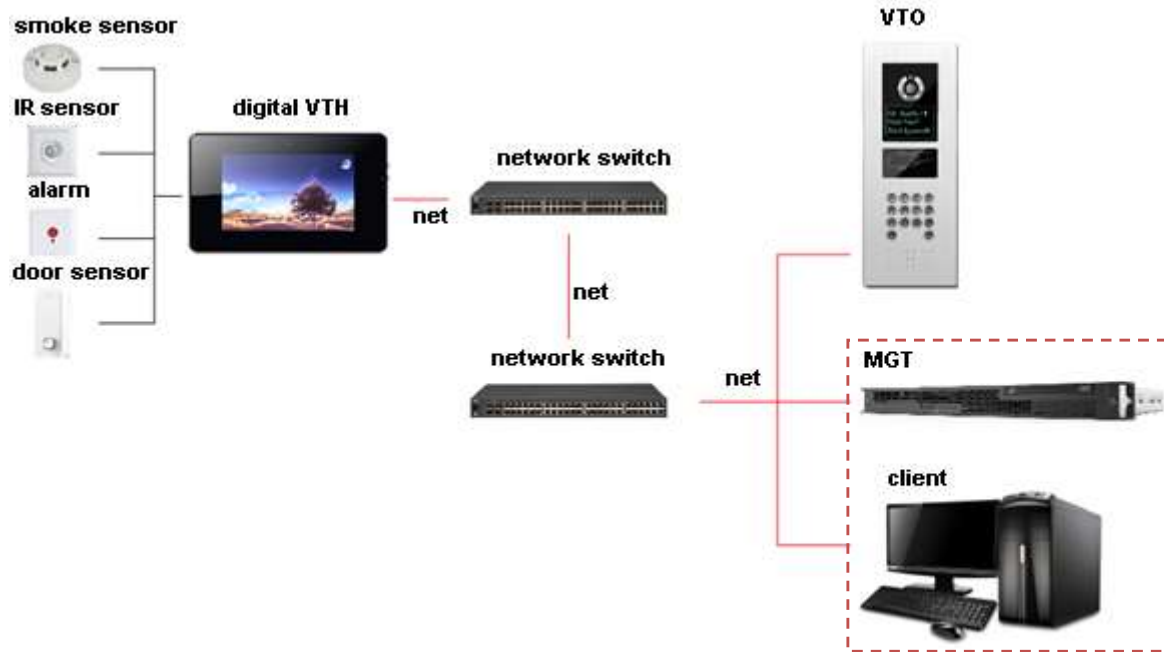 smoke sensor
IR sensor
alarm
door sensor
digital VTH
net
network switch
net
network switch
net
VTO
MGT
client